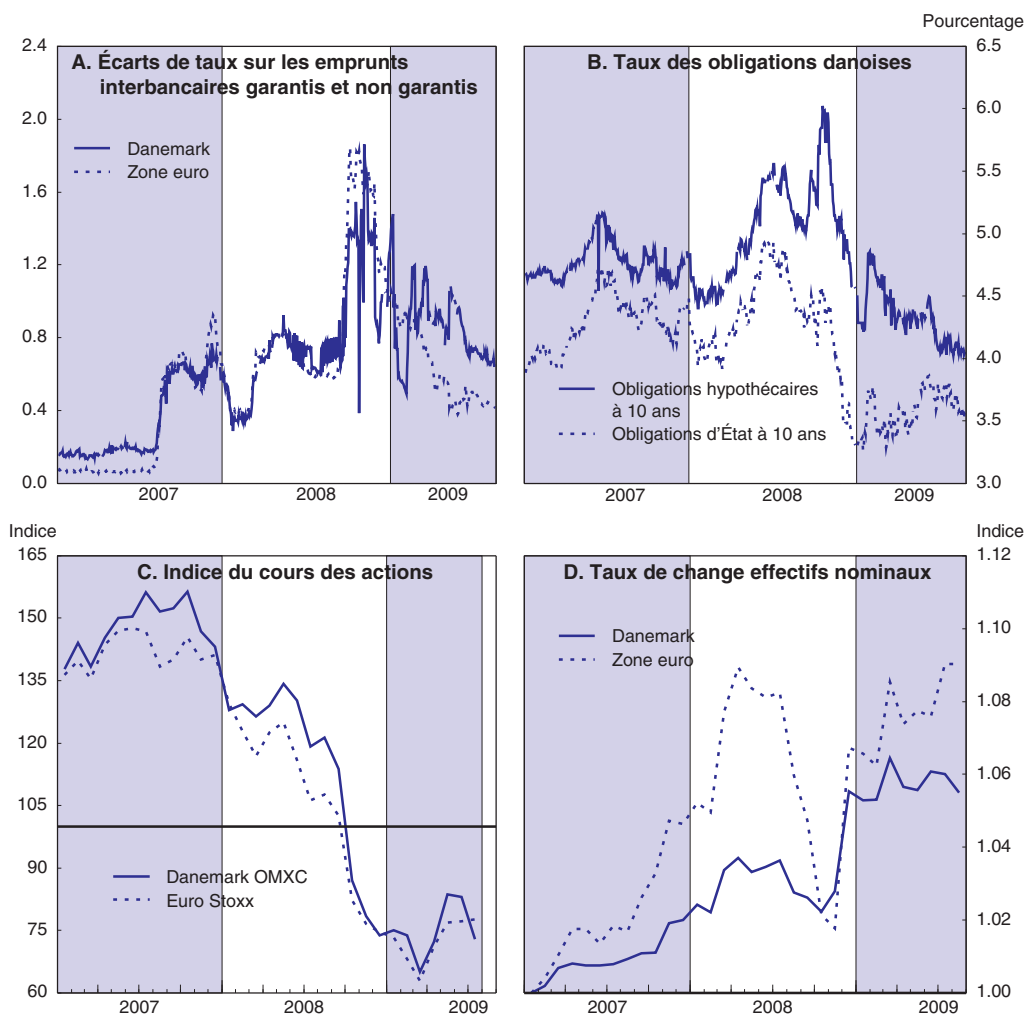 Pourcentage
2.4
2.0
1.6
1.2
0.8
0.4
0.0
A. Écarts de taux sur les emprunts
interbancaires garantis et non garantis
Danemark
Zone euro
2007
2008
2009
B. Taux des obligations danoises
6.5
6.0
5.5
5.0
4.5
4.0
3.5
3.0
Obligations hypothécaires
à 10 ans
Obligations d'État à 10 ans
2007
2008
2009
Indice
165
150
135
120
105
90
75
60
C. Indice du cours des actions
Danemark OMXC
Euro Stoxx
2007
2008
2009
Indice
D. Taux de change effectifs nominaux
Danemark
Zone euro
1.12
1.10
1.08
1.06
1.04
1.02
1.00
2007
2008
2009